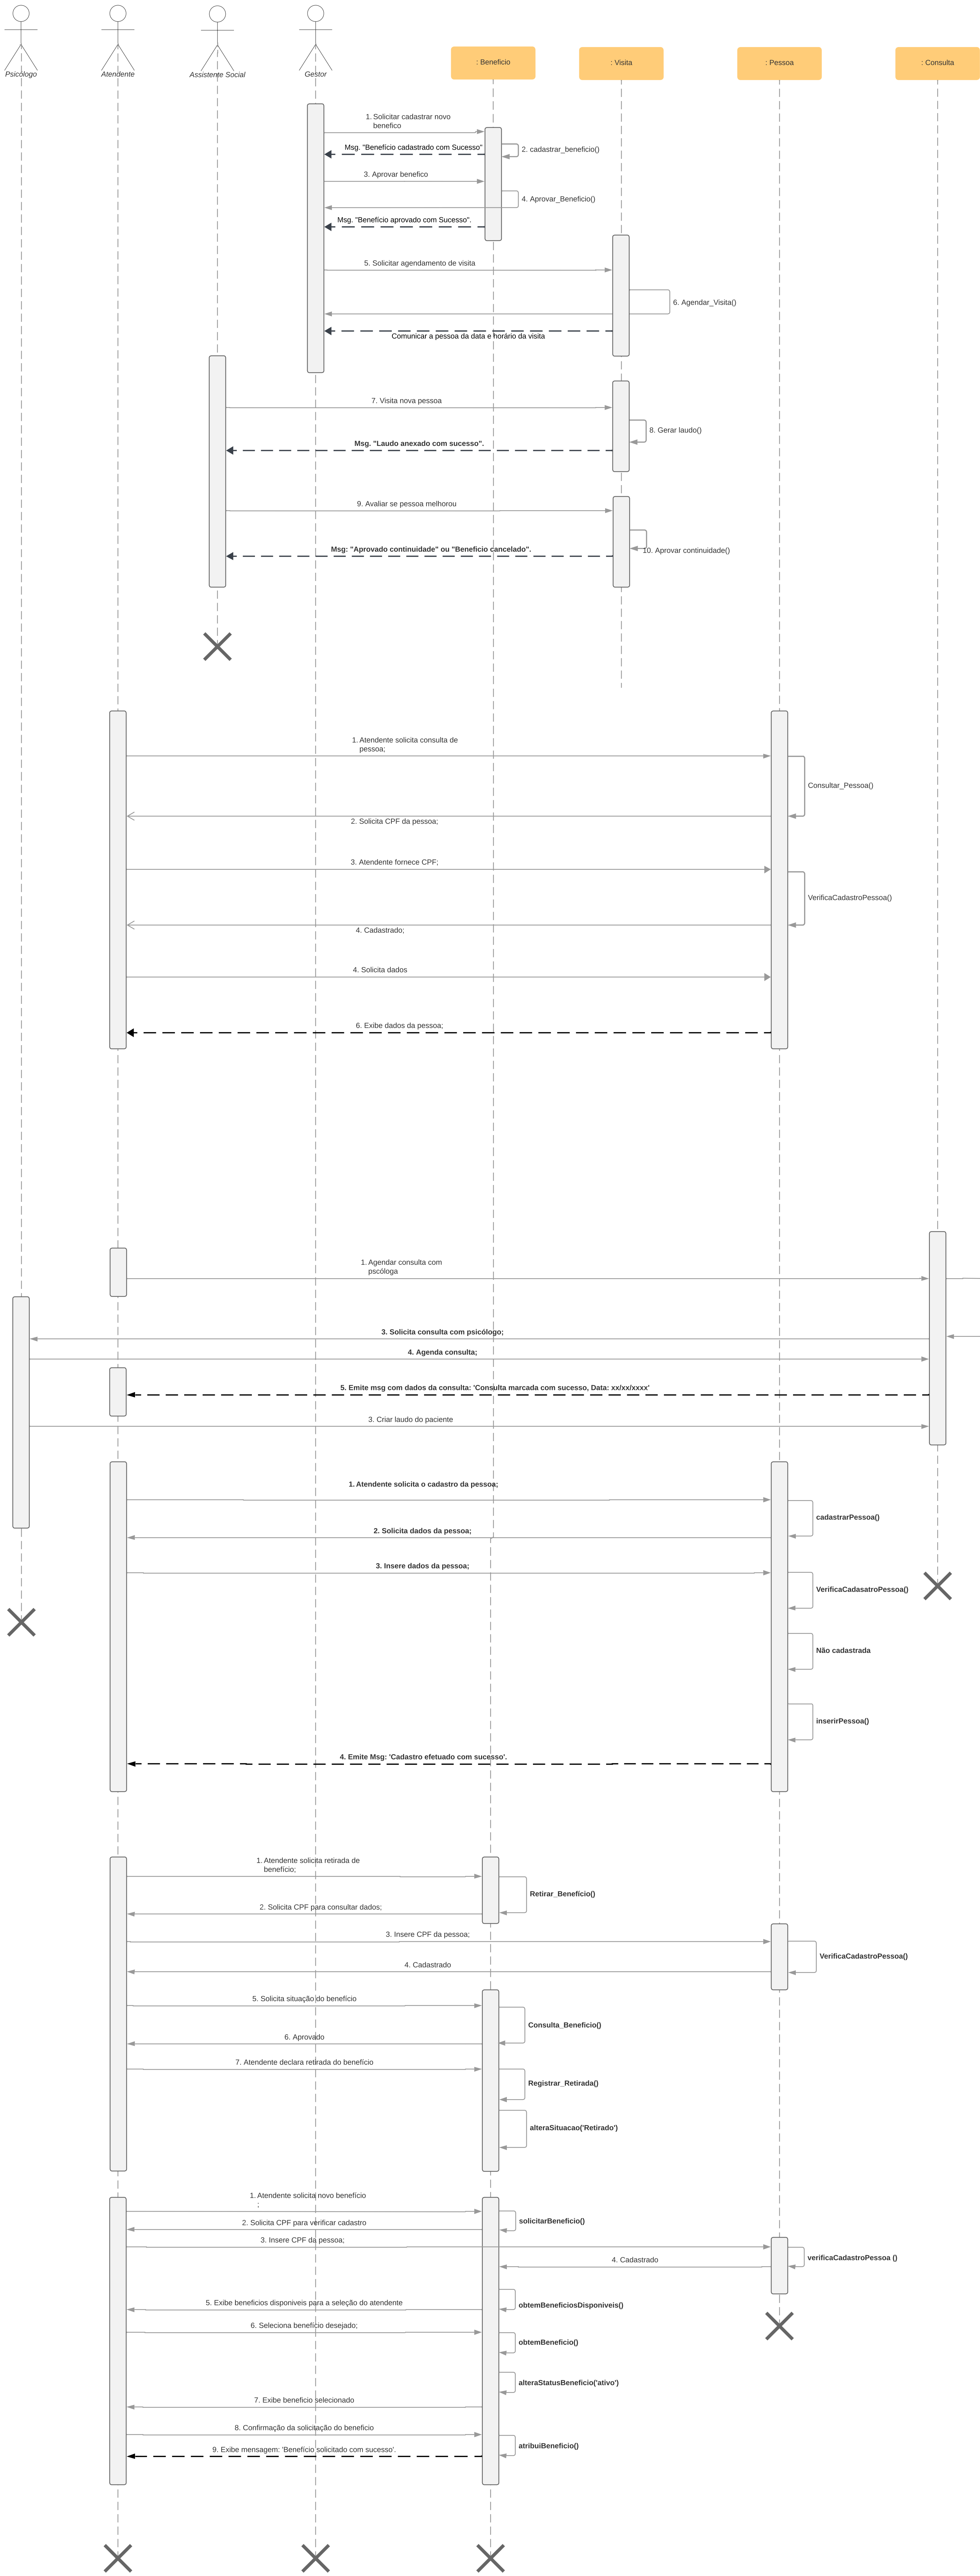 Psicólogo
Atendente
Assistente Social
Gestor
: Beneficio
: Visita
: Pessoa
: Consulta
1. Solicitar cadastrar novo
benefico
Msg. "Benefício cadastrado com Sucesso"
2. cadastrar_beneficio()
3. Aprovar benefico
4. Aprovar_Beneficio()
Msg. "Benefício aprovado com Sucesso".
5. Solicitar agendamento de visita
6. Agendar_Visita()
Comunicar a pessoa da data e horário da visita
7. Visita nova pessoa
8. Gerar laudo()
Msg. "Laudo anexado com sucesso".
9. Avaliar se pessoa melhorou
Msg: "Aprovado continuidade" ou "Beneficio cancelado".
10. Aprovar continuidade()
1. Atendente solicita consulta de
pessoa;
Consultar_Pessoa()
2. Solicita CPF da pessoa;
3. Atendente fornece CPF;
VerificaCadastroPessoa()
4. Cadastrado;
4. Solicita dados
6. Exibe dados da pessoa;
1. Agendar consulta com
pscóloga
3. Solicita consulta com psicólogo;
4. Agenda consulta;
5. Emite msg com dados da consulta: 'Consulta marcada com sucesso, Data: xx/xx/xxxx'
3. Criar laudo do paciente
1. Atendente solicita o cadastro da pessoa;
cadastrarPessoa()
2. Solicita dados da pessoa;
3. Insere dados da pessoa;
VerificaCadasatroPessoa()
Não cadastrada
inserirPessoa()
4. Emite Msg: 'Cadastro efetuado com sucesso'.
1. Atendente solicita retirada de
benefício;
Retirar_Benefício()
2. Solicita CPF para consultar dados;
3. Insere CPF da pessoa;
VerificaCadastroPessoa()
4. Cadastrado
5. Solicita situação do benefício
Consulta_Beneficio()
6. Aprovado
7. Atendente declara retirada do benefício
Registrar_Retirada()
alteraSituacao('Retirado')
1. Atendente solicita novo benefício
;
solicitarBeneficio()
2. Solicita CPF para verificar cadastro
3. Insere CPF da pessoa;
verificaCadastroPessoa ()
4. Cadastrado
5. Exibe beneficios disponiveis para a seleção do atendente
obtemBeneficiosDisponiveis()
6. Seleciona benefício desejado;
obtemBeneficio()
alteraStatusBeneficio('ativo')
7. Exibe beneficio selecionado
8. Confirmação da solicitação do beneficio
atribuiBeneficio()
9. Exibe mensagem: 'Benefício solicitado com sucesso'.